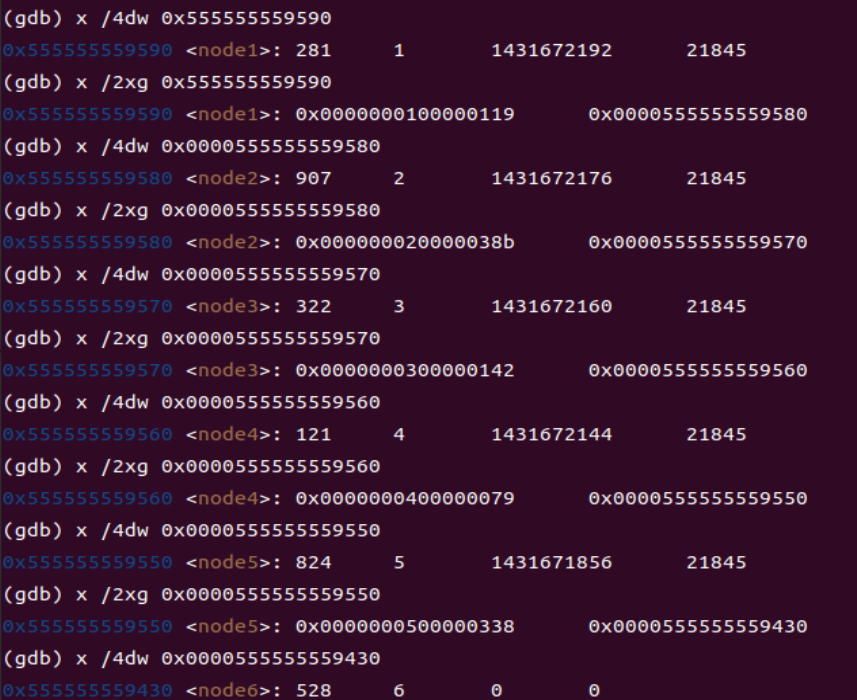 (gdb) x /4dw 0x555555559590
0x555555559590 <node1>: 281 1 1431672192 21845
(gdb) x /2xg 0x555555559590
0x555555559590 <node1>: 0x0000000100000119 0x0000555555559580
(gdb) x /4dw 0x0000555555559580
0x555555559580 <node2>: 907 2 1431672176 21845
(gdb) x /2xg 0x0000555555559580
0x555555559580 <node2>: 0x000000020000038b 0x0000555555559570
(gdb) x /4dw 0x0000555555559570
0x555555559570 <node3>: 322 3 1431672160 21845
(gdb) x /2xg 0x0000555555559570
0x555555559570 <node3>: 0x0000000300000142 0x0000555555559560
(gdb) x /4dw 0x0000555555559560
0x555555559560 <node4>: 121 4 1431672144 21845
(gdb) x /2xg 0x0000555555559560
0x555555559560 <node4>: 0x0000000400000079 0x0000555555559550
(gdb) x /4dw 0x0000555555559550
0x555555559550 <node5>: 824 5 1431671856 21845
(gdb) x /2xg 0x0000555555559550
0x555555559550 <node5>: 0x0000000500000338 0x0000555555559430
(gdb) x /4dw 0x0000555555559430
0x555555559430 <node6>: 528 6 0 0